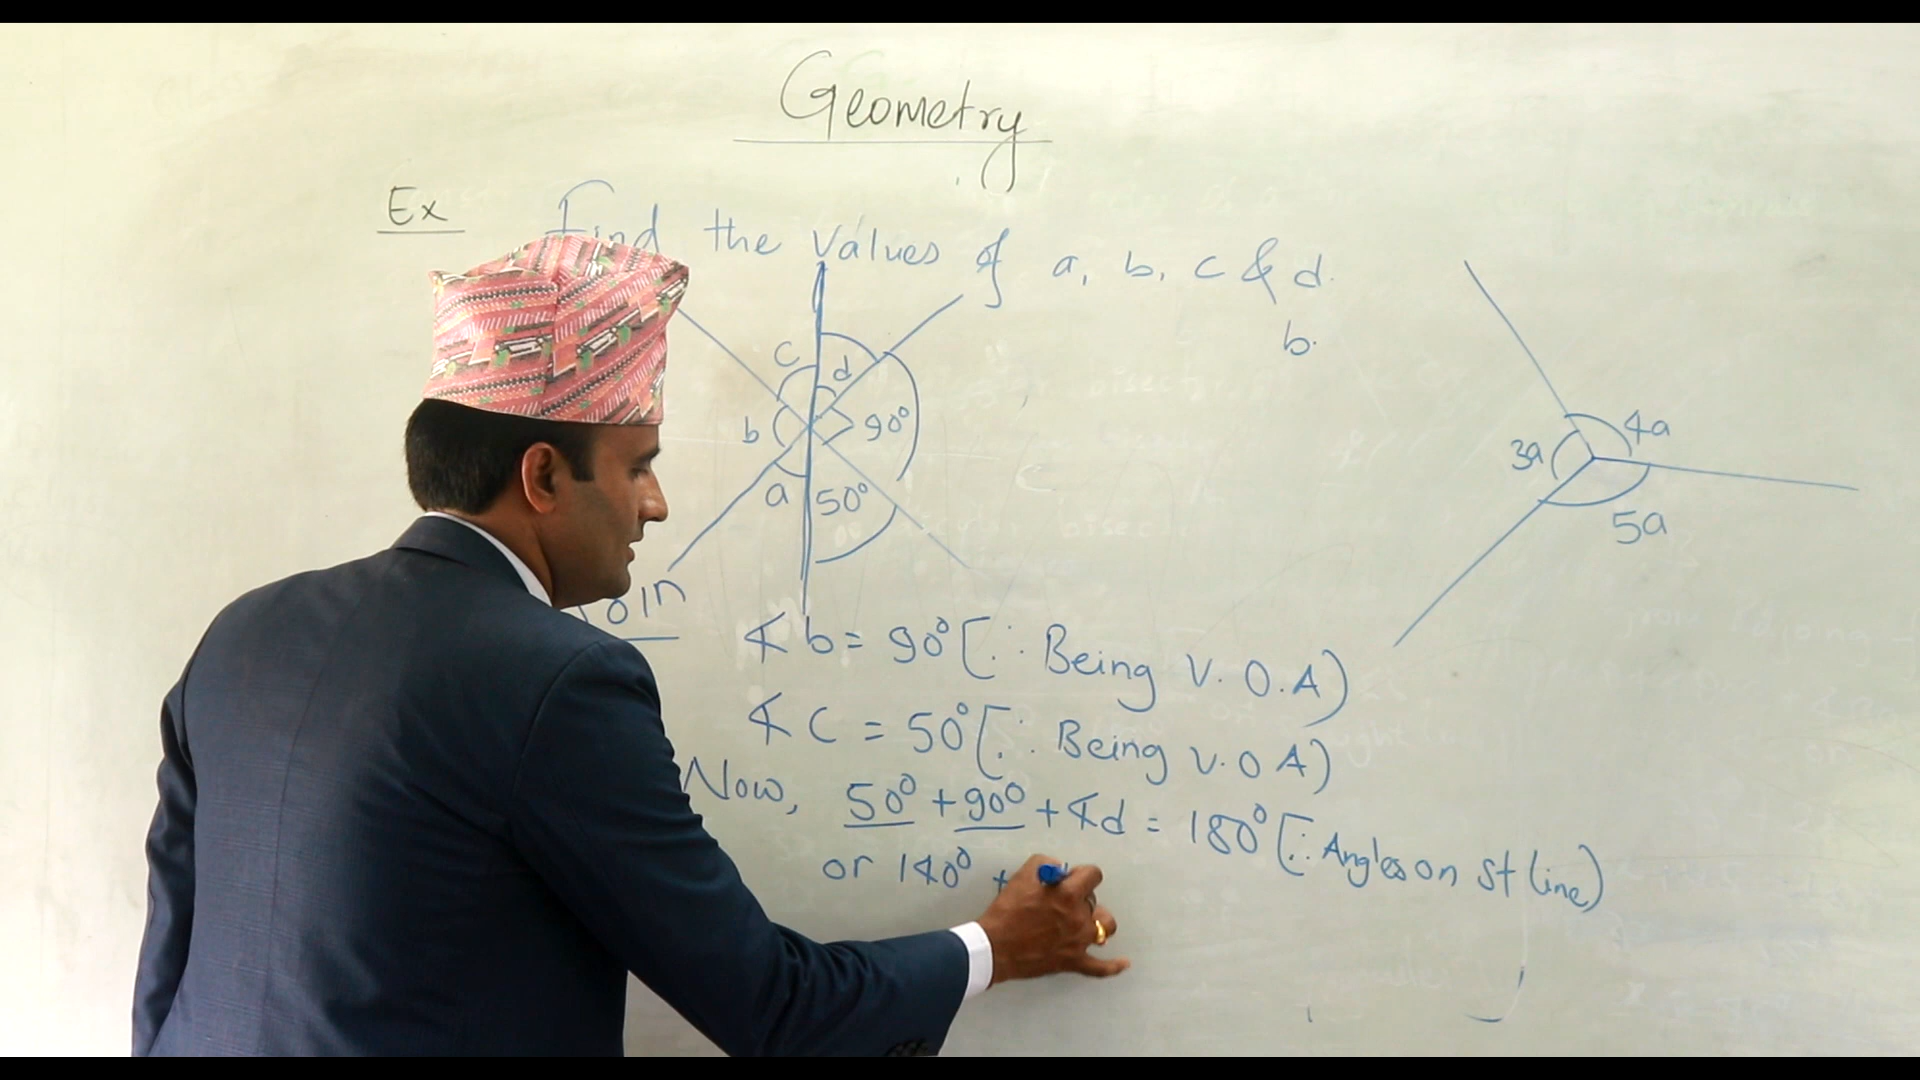 Geometry
Ex Find the values of a, b, c & d.
b.
c
d
b
90°
a
50°
4a
3a
5a
∡b = 90° [∵ Being V.O.A)
∡c = 50° [∵ Being V.O A)
Now, 50° + 90° + ∡d = 180° [∵ Angles on st line)
or 140° +